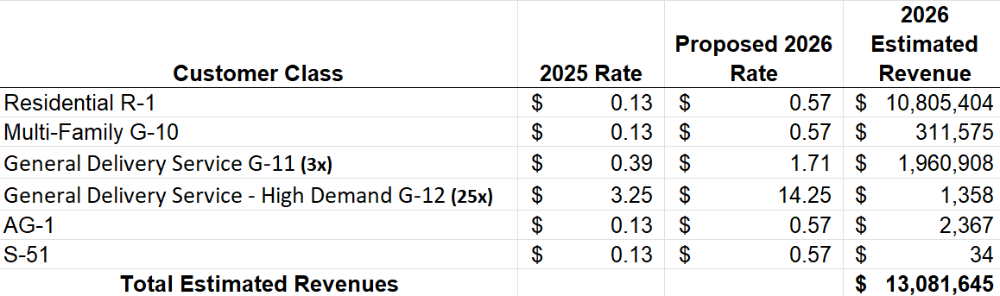 2026
Proposed 2026 Estimated
Customer Class 2025 Rate Rate Revenue
Residential R-1 $ 0.13 $ 0.57 $ 10,805,404
Multi-Family G-10 $ 0.13 $ 0.57 $ 311,575
General Delivery Service G-11 (3x) $ 0.39 $ 1.71 $ 1,960,908
General Delivery Service - High Demand G-12 (25x) $ 3.25 $ 14.25 $ 1,358
AG-1 $ 0.13 $ 0.57 $ 2,367
S-51 $ 0.13 $ 0.57 $ 34
Total Estimated Revenues $ 13,081,645